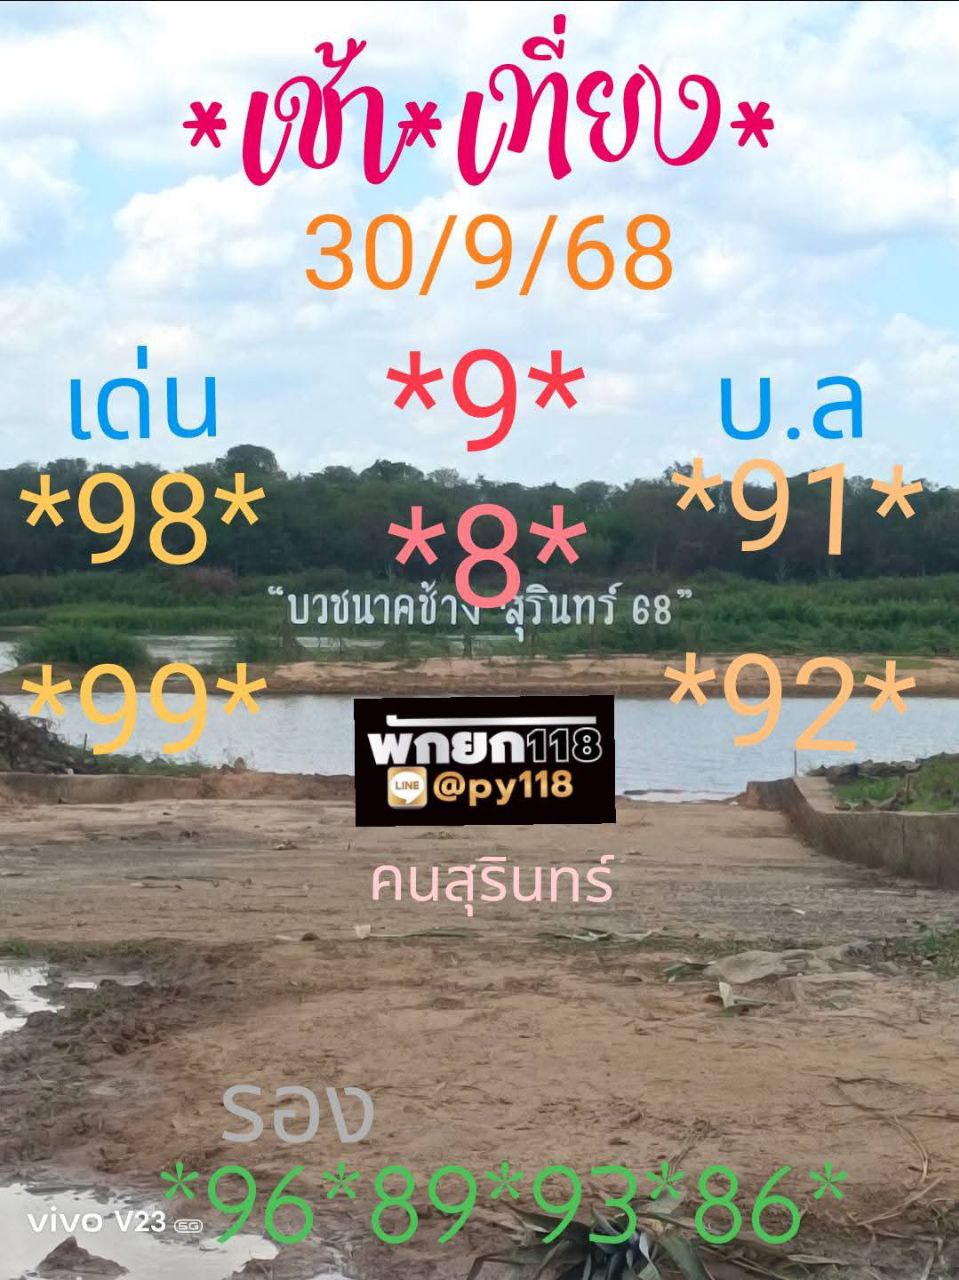 *เช้า*เที่ยง*
30/9/68
เด่น *9* บ.ล
*98* *8* *91*
“บวชนาคช้าง สุรินทร์ 68”
*99* *92*
พักยก118
LINE @py118
คนสุรินทร์
รอง
*96*89*93*86*
vivo V23 5G